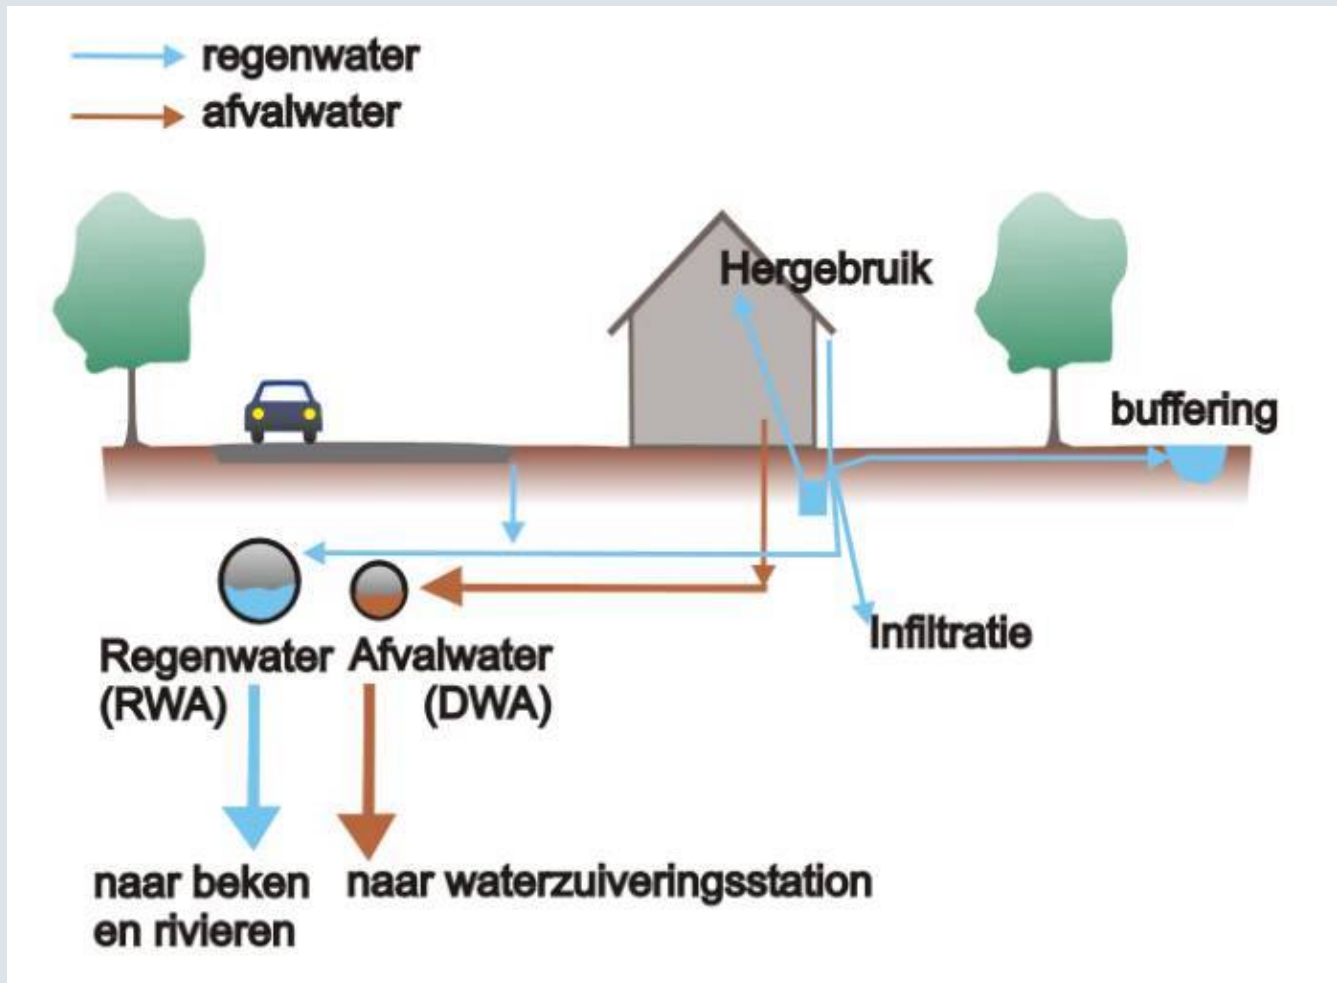 regenwater
afvalwater
Hergebruik
buffering
Infiltratie
Regenwater
(RWA)
Afvalwater
(DWA)
naar beken
en rivieren
naar waterzuiveringsstation